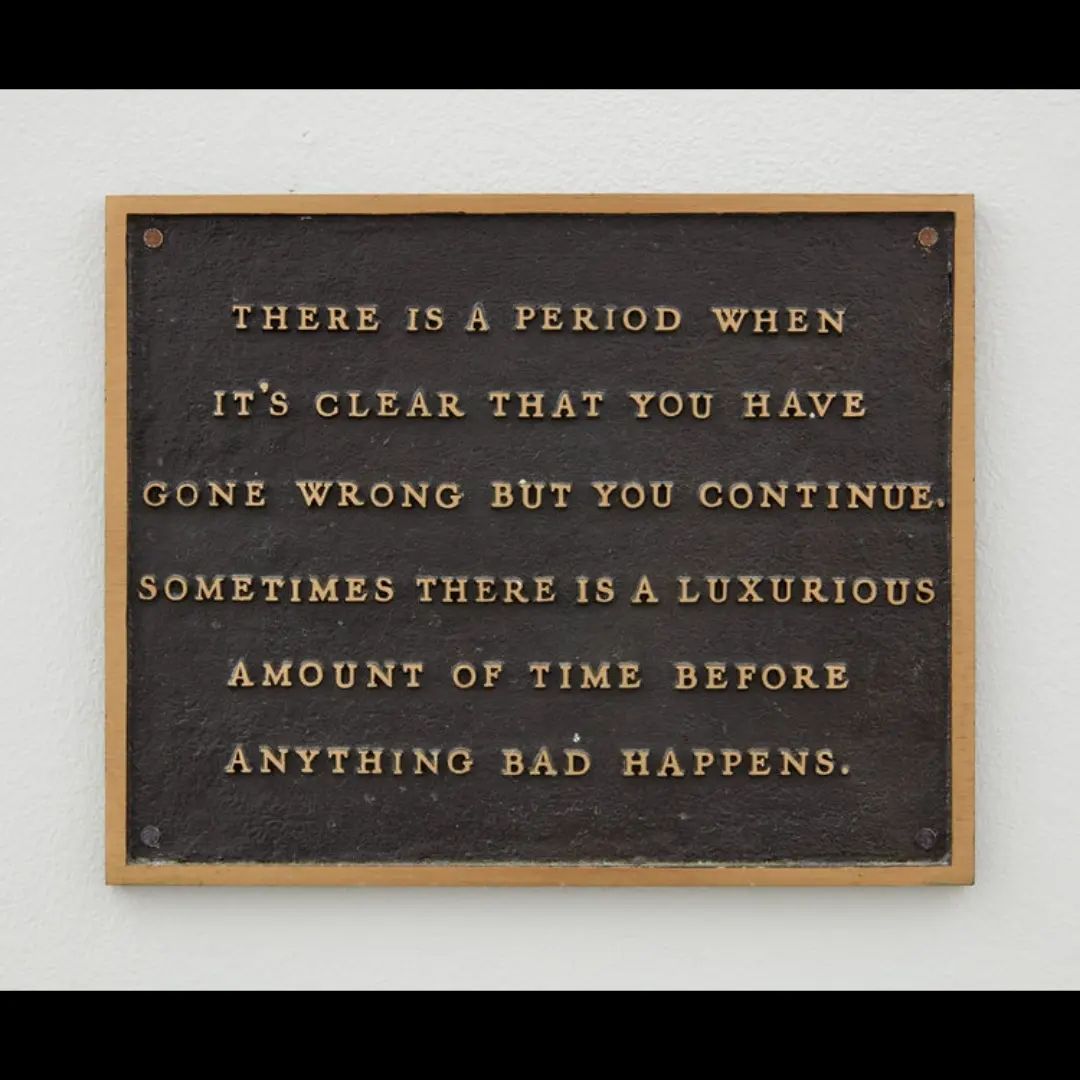 THERE IS A PERIOD WHEN
IT'S CLEAR THAT YOU HAVE
GONE WRONG BUT YOU CONTINUE.
SOMETIMES THERE IS A LUXURIOUS
AMOUNT OF TIME BEFORE
ANYTHING BAD HAPPENS.